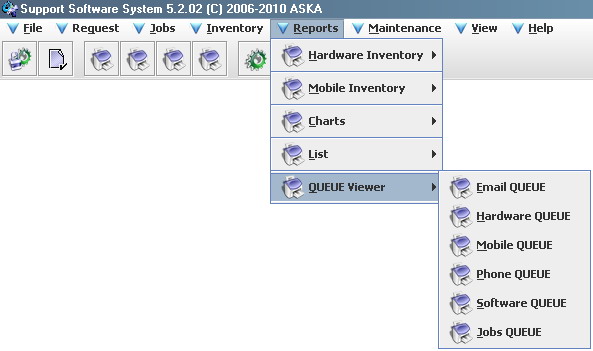 Support Software System 5.2.02 (C) 2006-2010 ASKA
File Request Jobs Inventory Reports Maintenance View Help
Hardware Inventory
Mobile Inventory
Charts
List
QUEUE Viewer
Email QUEUE
Hardware QUEUE
Mobile QUEUE
Phone QUEUE
Software QUEUE
Jobs QUEUE